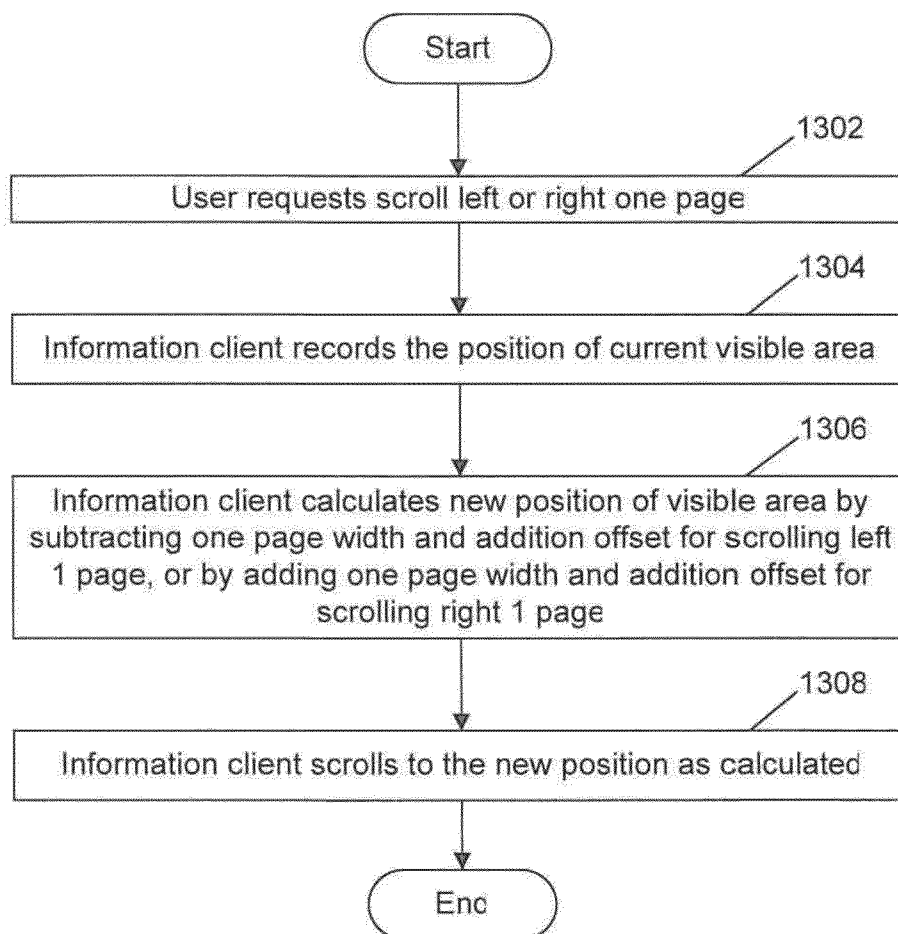 Start
1302
User requests scroll left or right one page
1304
Information client records the position of current visible area
1306
Information client calculates new position of visible area by
subtracting one page width and addition offset for scrolling left
1 page, or by adding one page width and addition offset for
scrolling right 1 page
1308
Information client scrolls to the new position as calculated
End